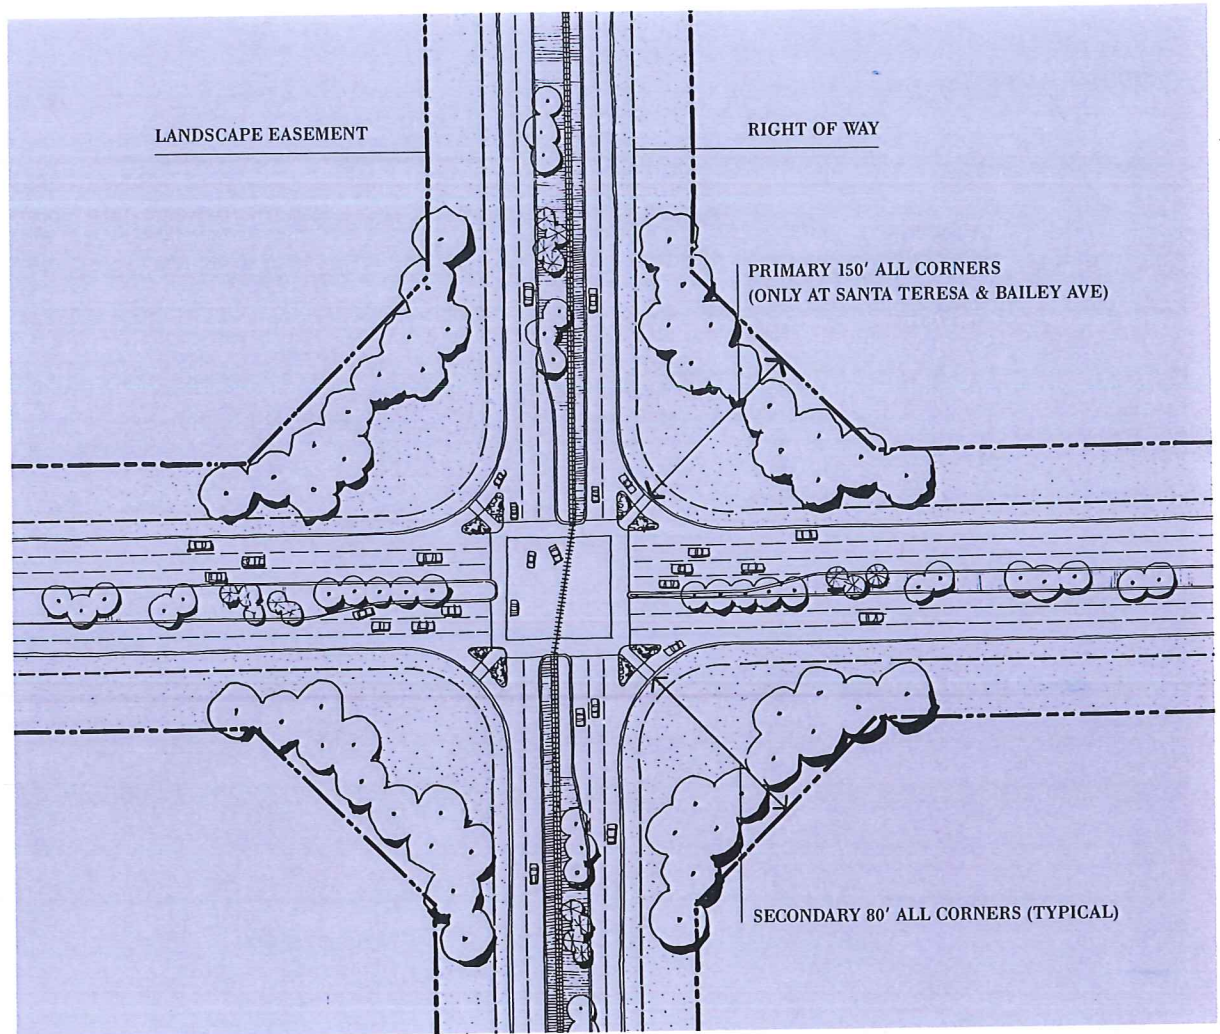 LANDSCAPE EASEMENT
RIGHT OF WAY
PRIMARY 150′ ALL CORNERS
(ONLY AT SANTA TERESA & BAILEY AVE)
SECONDARY 80′ ALL CORNERS (TYPICAL)